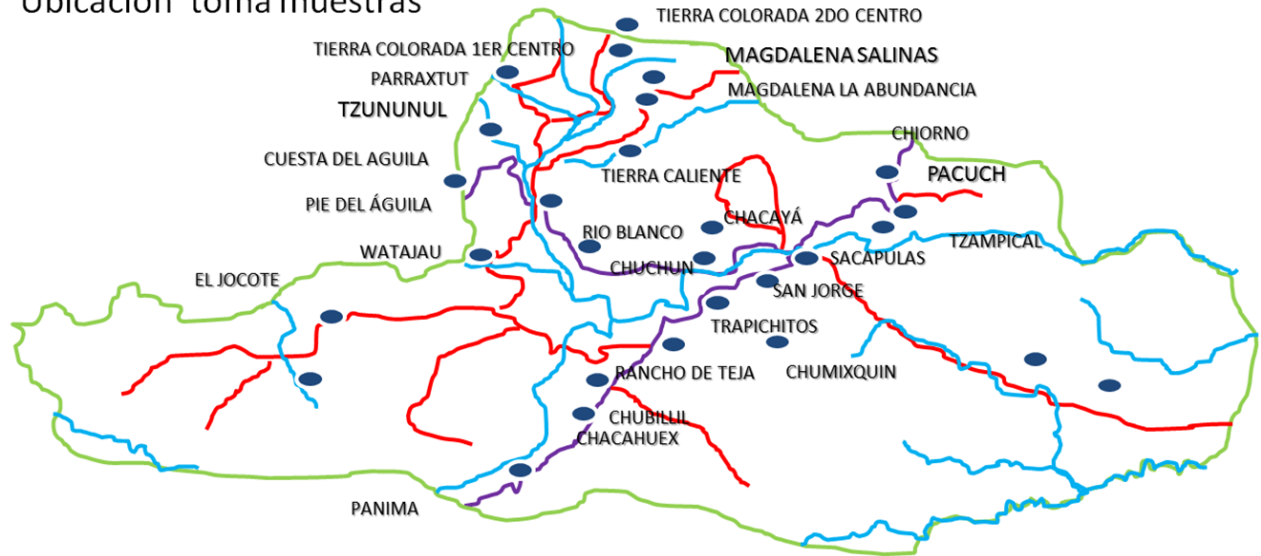 Ubicación toma muestras
TIERRA COLORADA 2DO CENTRO
TIERRA COLORADA 1ER CENTRO
MAGDALENA SALINAS
PARRAXTUT
MAGDALENA LA ABUNDANCIA
TZUNUNUL
CHIORNO
CUESTA DEL AGUILA
TIERRA CALIENTE
PACUCH
PIE DEL ÁGUILA
CHACAYÁ
RIO BLANCO
TZAMPICAL
WATAJAU
SACAPULAS
CHUCHUN
EL JOCOTE
SAN JORGE
TRAPICHITOS
RANCHO DE TEJA
CHUMIXQUIN
CHUBILLIL
CHACAHUEX
PANIMA